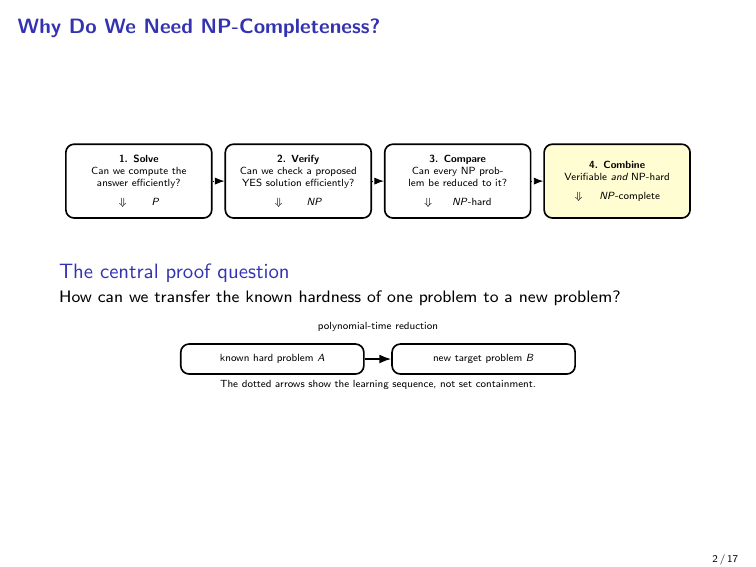 Why Do We Need NP-Completeness?
1. Solve
Can we compute the
answer efficiently?
⇓ P
2. Verify
Can we check a proposed
YES solution efficiently?
⇓ NP
3. Compare
Can every NP prob-
lem be reduced to it?
⇓ NP-hard
4. Combine
Verifiable and NP-hard
⇓ NP-complete
The central proof question
How can we transfer the known hardness of one problem to a new problem?
polynomial-time reduction
known hard problem A
new target problem B
The dotted arrows show the learning sequence, not set containment.
2 / 17